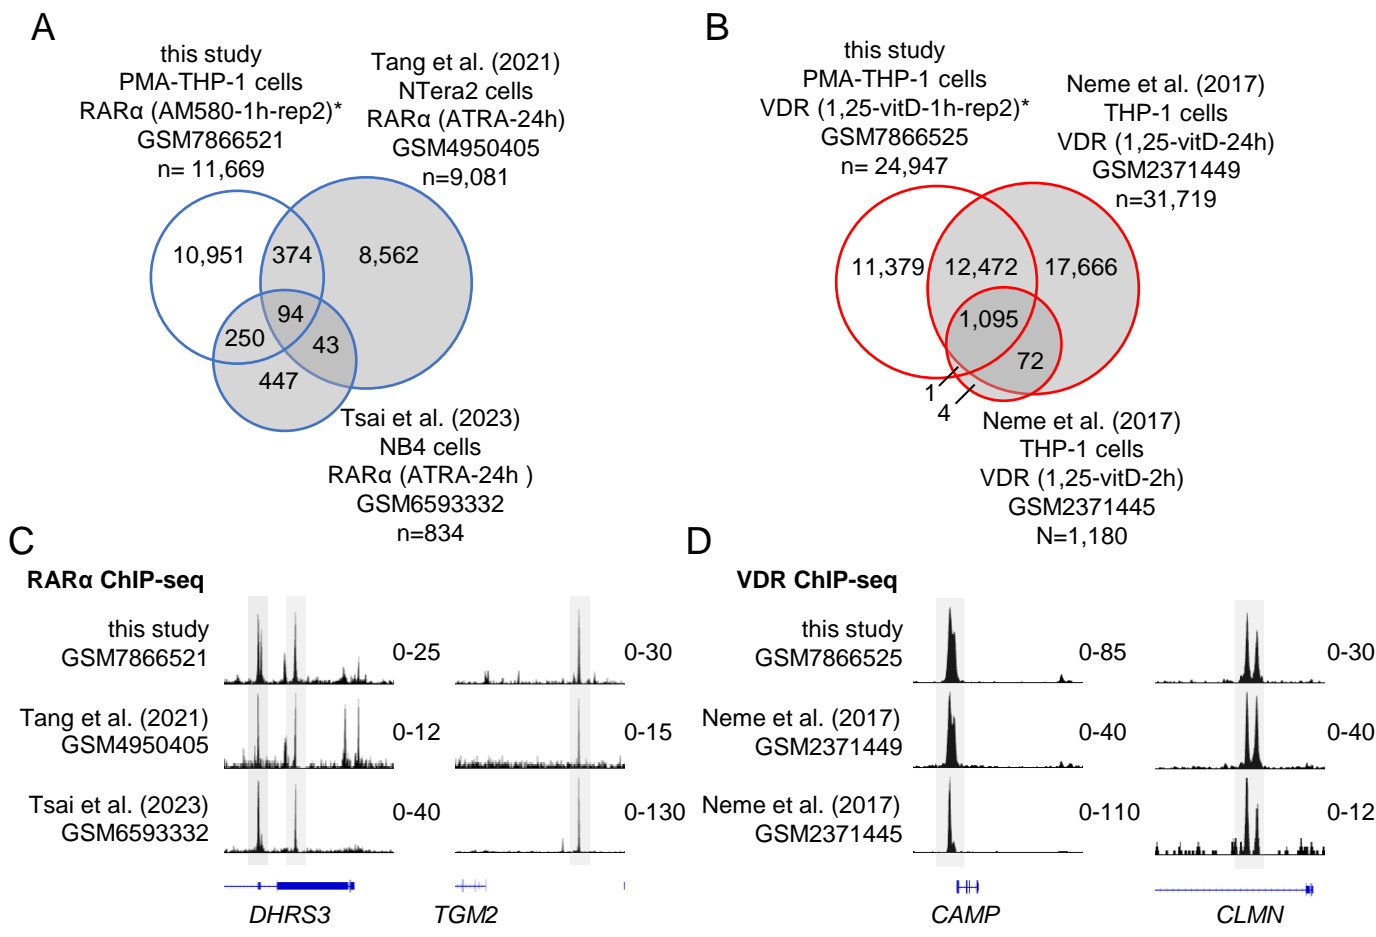 A
this study
PMA-THP-1 cells
RARα (AM580-1h-rep2)*
GSM7866521
n= 11,669
Tang et al. (2021)
NTera2 cells
RARα (ATRA-24h)
GSM4950405
n=9,081
10,951
374
8,562
94
250
43
447
Tsai et al. (2023)
NB4 cells
RARα (ATRA-24h )
GSM6593332
n=834
B
this study
PMA-THP-1 cells
VDR (1,25-vitD-1h-rep2)*
GSM7866525
n= 24,947
Neme et al. (2017)
THP-1 cells
VDR (1,25-vitD-24h)
GSM2371449
n=31,719
11,379
12,472
17,666
1,095
72
1
4
Neme et al. (2017)
THP-1 cells
VDR (1,25-vitD-2h)
GSM2371445
N=1,180
C
RARα ChIP-seq
this study
GSM7866521
0-25
0-30
Tang et al. (2021)
GSM4950405
0-12
0-15
Tsai et al. (2023)
GSM6593332
0-40
0-130
DHRS3
TGM2
D
VDR ChIP-seq
this study
GSM7866525
0-85
0-30
Neme et al. (2017)
GSM2371449
0-40
0-40
Neme et al. (2017)
GSM2371445
0-110
0-12
CAMP
CLMN